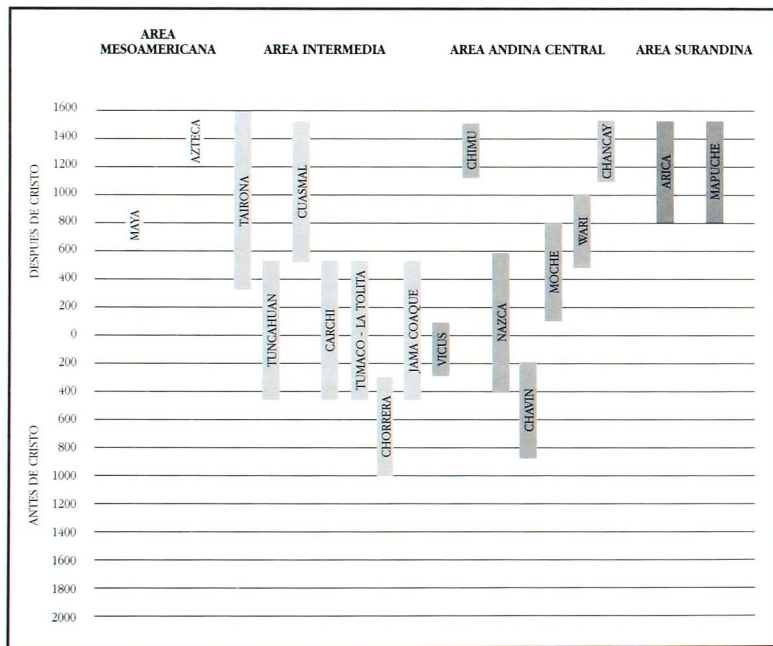 AREA
MESOAMERICANA
AREA INTERMEDIA
AREA ANDINA CENTRAL
AREA SURANDINA
DESPUES DE CRISTO
ANTES DE CRISTO
1600
1400
1200
1000
800
600
400
200
0
200
400
600
800
1000
1200
1400
1600
1800
2000
MAYA
AZTECA
TAIRONA
TUNCAHUAN
CUASMAL
CARCHI
TUMACO - LA TOLITA
CHORRERA
JAMA COAQUE
VICUS
CHIMU
NAZCA
CHAVIN
MOCHE
WARI
CHANCAY
ARICA
MAPUCHE